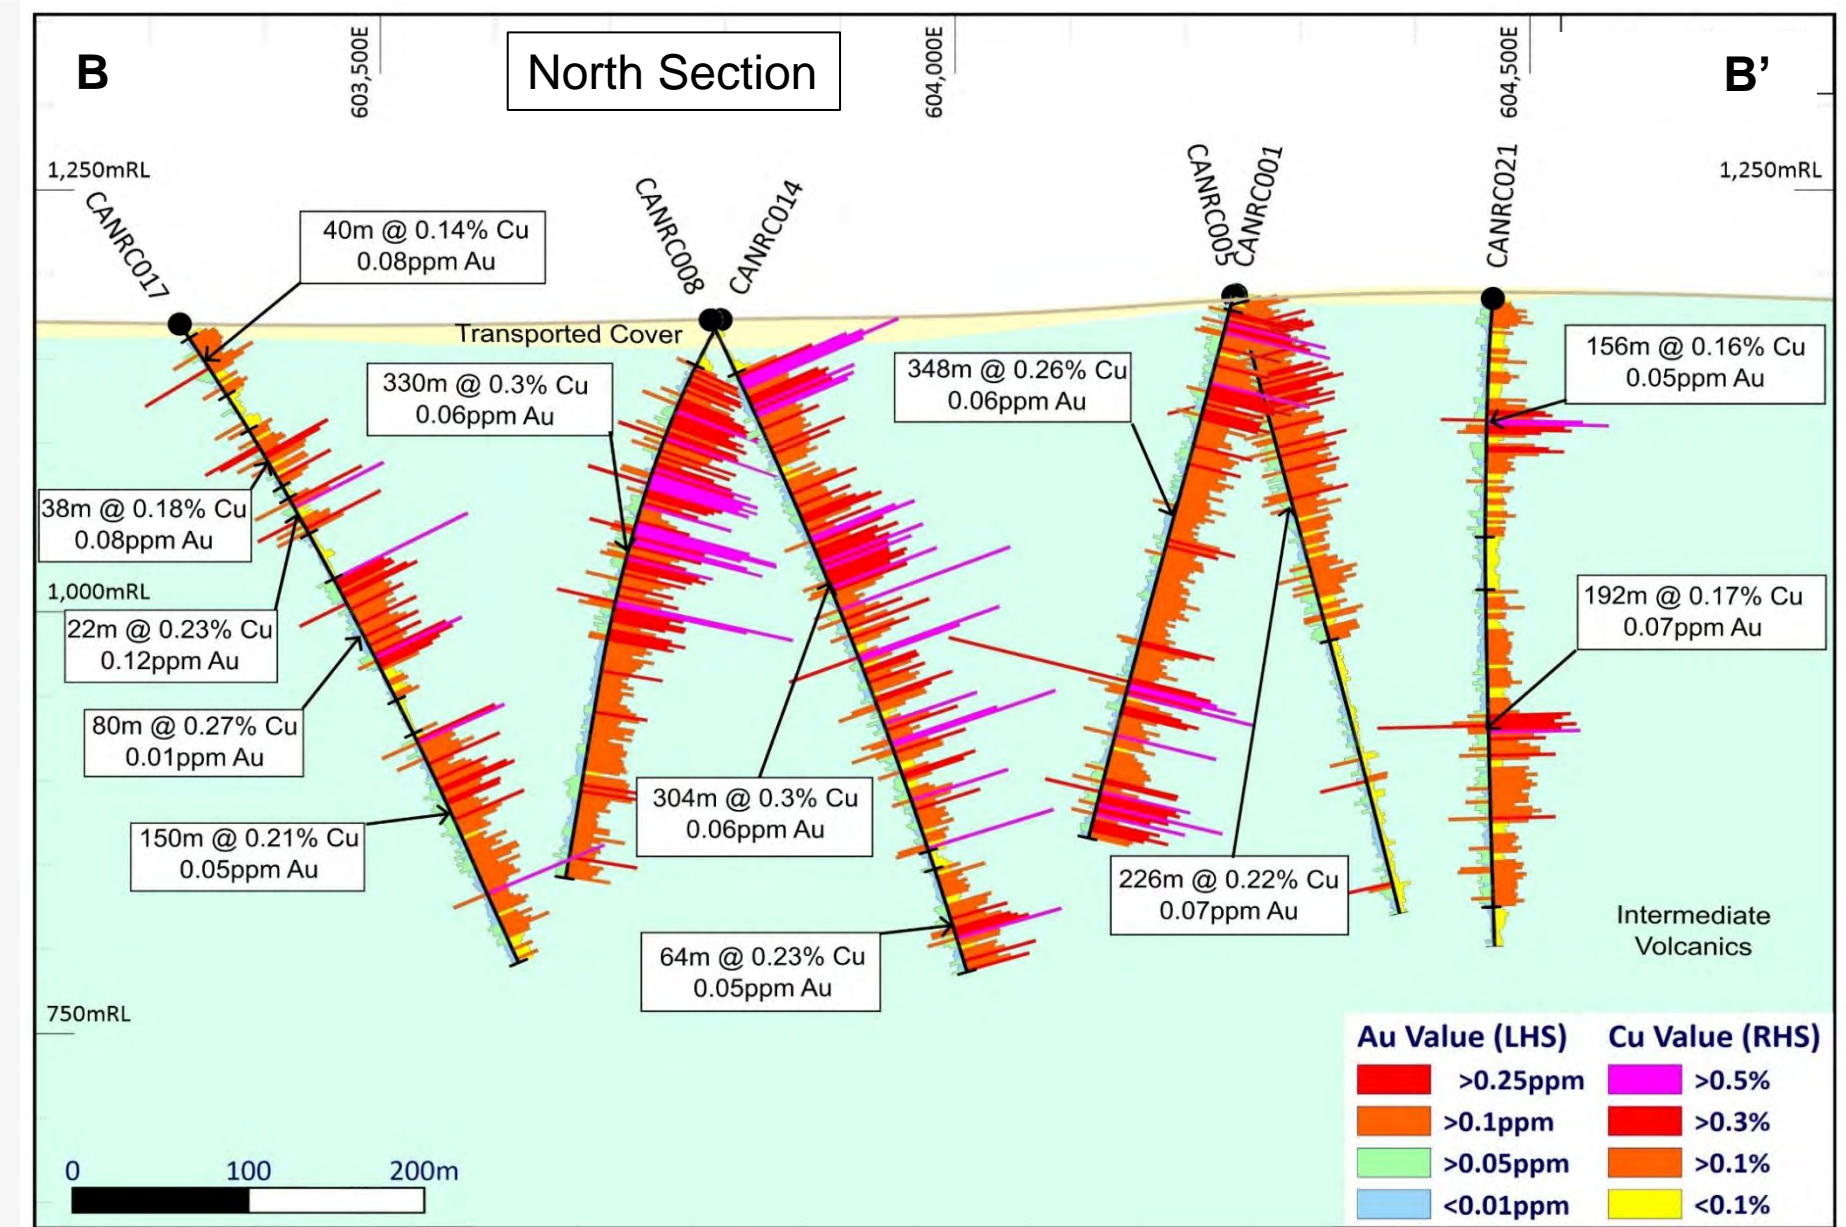 B
North Section
B’
603,500E
604,000E
604,500E
1,250mRL
1,250mRL
CANRC017
CANRC008
CANRC014
CANRC005
CANRC001
CANRC021
40m @ 0.14% Cu
0.08ppm Au
Transported Cover
330m @ 0.3% Cu
0.06ppm Au
348m @ 0.26% Cu
0.06ppm Au
156m @ 0.16% Cu
0.05ppm Au
38m @ 0.18% Cu
0.08ppm Au
1,000mRL
22m @ 0.23% Cu
0.12ppm Au
192m @ 0.17% Cu
0.07ppm Au
80m @ 0.27% Cu
0.01ppm Au
304m @ 0.3% Cu
0.06ppm Au
150m @ 0.21% Cu
0.05ppm Au
226m @ 0.22% Cu
0.07ppm Au
64m @ 0.23% Cu
0.05ppm Au
Intermediate
Volcanics
750mRL
Au Value (LHS)
>0.25ppm
>0.1ppm
>0.05ppm
<0.01ppm
Cu Value (RHS)
>0.5%
>0.3%
>0.1%
<0.1%
0 100 200m